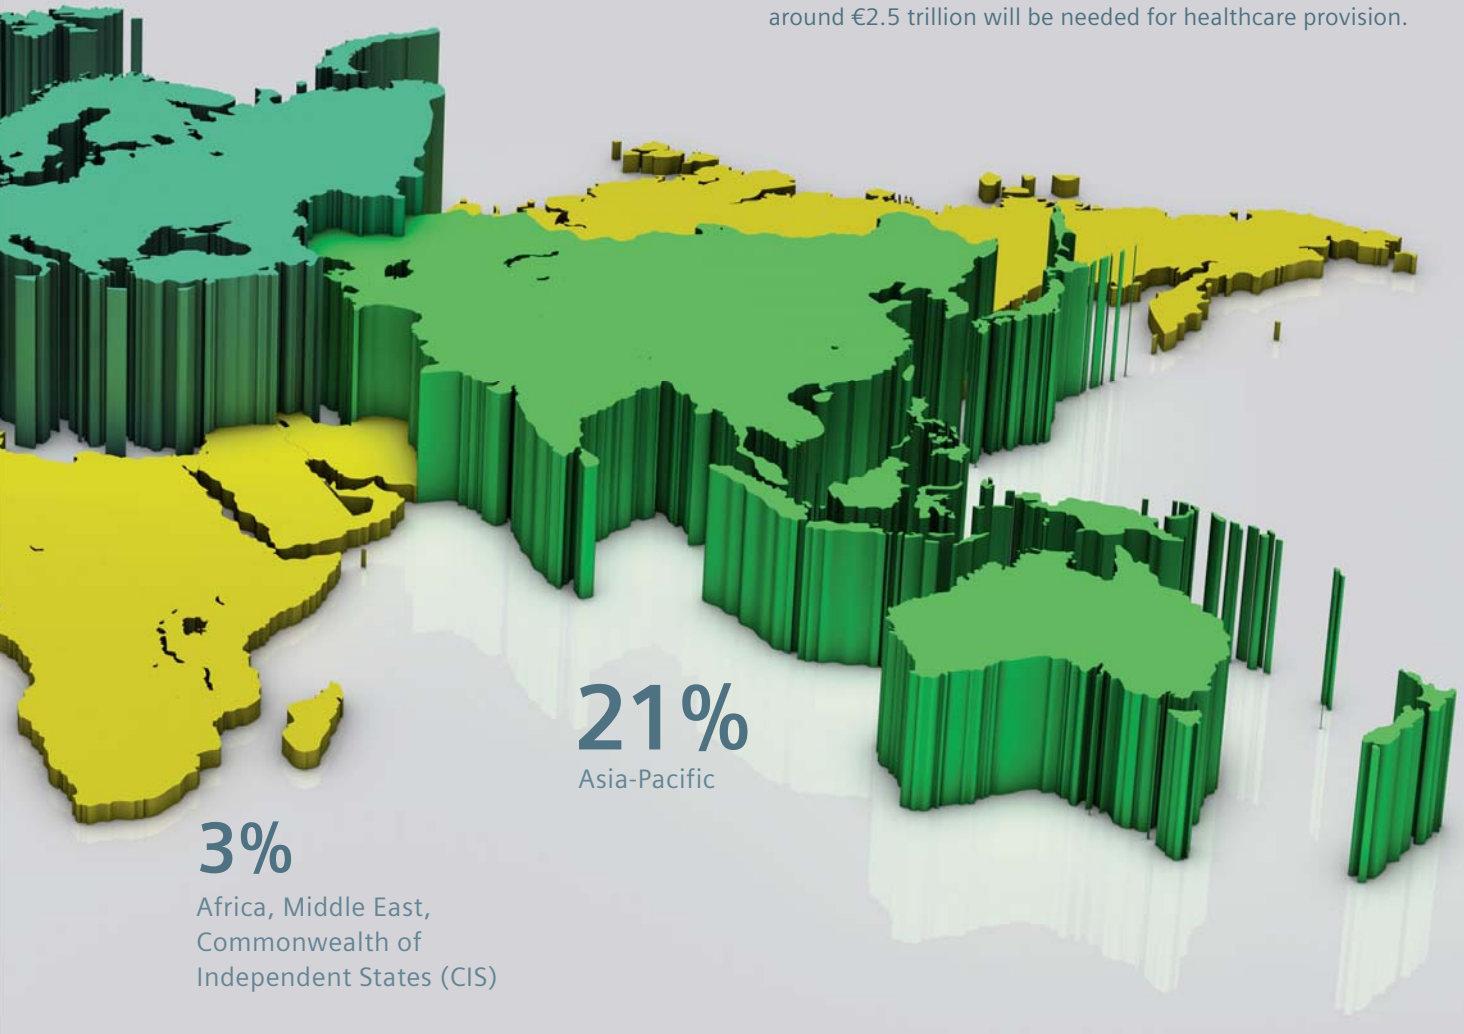 around €2.5 trillion will be needed for healthcare provision.
21%
Asia-Pacific
3%
Africa, Middle East,
Commonwealth of
Independent States (CIS)